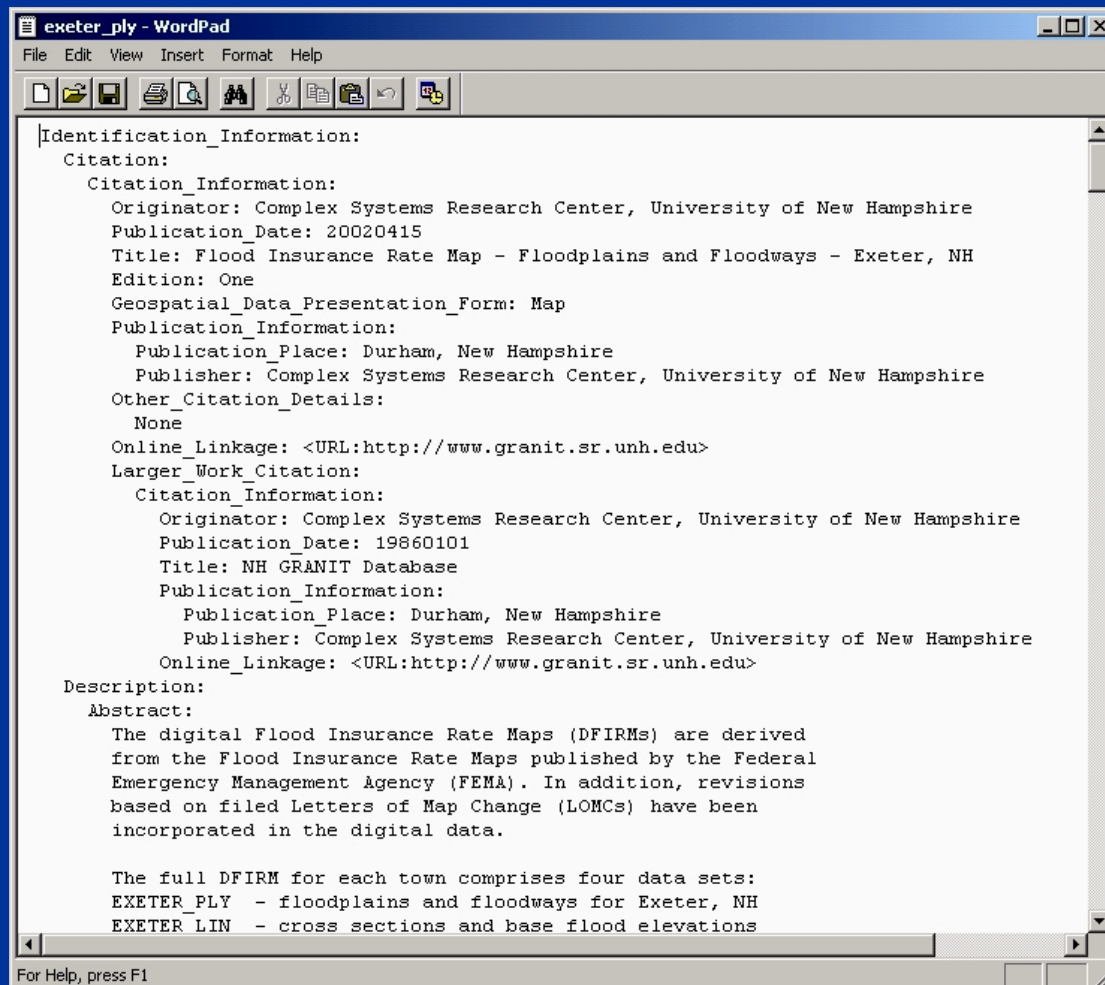 exeter_ply - WordPad
File Edit View Insert Format Help
Identification_Information:
Citation:
Citation_Information:
Originator: Complex Systems Research Center, University of New Hampshire
Publication_Date: 20020415
Title: Flood Insurance Rate Map - Floodplains and Floodways - Exeter, NH
Edition: One
Geospatial_Data_Presentation_Form: Map
Publication_Information:
Publication_Place: Durham, New Hampshire
Publisher: Complex Systems Research Center, University of New Hampshire
Other_Citation_Details:
None
Online_Linkage: <URL:http://www.granit.sr.unh.edu>
Larger_Work_Citation:
Citation_Information:
Originator: Complex Systems Research Center, University of New Hampshire
Publication_Date: 19860101
Title: NH GRANIT Database
Publication_Information:
Publication_Place: Durham, New Hampshire
Publisher: Complex Systems Research Center, University of New Hampshire
Online_Linkage: <URL:http://www.granit.sr.unh.edu>
Description:
Abstract:
The digital Flood Insurance Rate Maps (DFIRMs) are derived
from the Flood Insurance Rate Maps published by the Federal
Emergency Management Agency (FEMA). In addition, revisions
based on filed Letters of Map Change (LOMCs) have been
incorporated in the digital data.
The full DFIRM for each town comprises four data sets:
EXETER_PLY - floodplains and floodways for Exeter, NH
EXETER_LIN - cross sections and base flood elevations
For Help, press F1